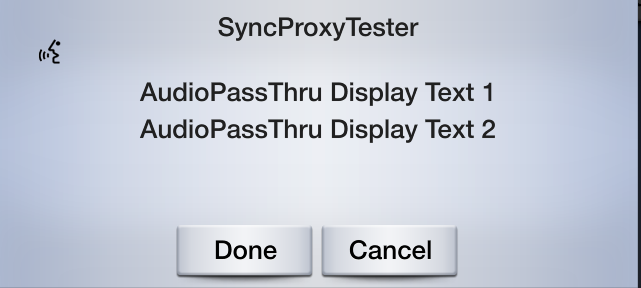 SyncProxyTester
AudioPassThru Display Text 1
AudioPassThru Display Text 2
Done
Cancel